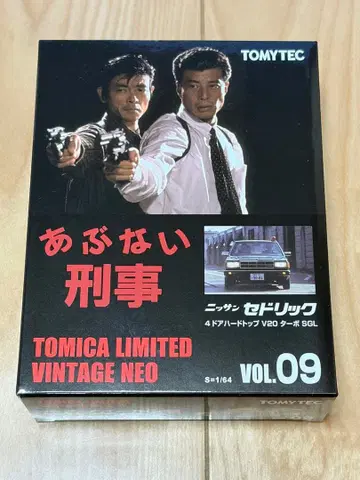 TOMYTEC
あぶない
刑事
ニッサン セドリック
4ドアハードトップ V20 ターボ SGL
TOMICA LIMITED
VINTAGE NEO
S=1/64
VOL.09
TOMYTEC